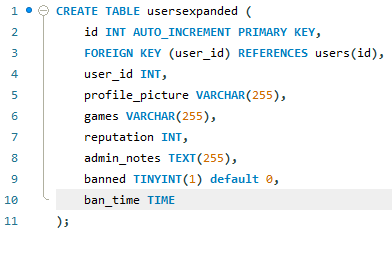 1 CREATE TABLE usersexpanded (
2 id INT AUTO_INCREMENT PRIMARY KEY,
3 FOREIGN KEY (user_id) REFERENCES users(id),
4 user_id INT,
5 profile_picture VARCHAR(255),
6 games VARCHAR(255),
7 reputation INT,
8 admin_notes TEXT(255),
9 banned TINYINT(1) default 0,
10 ban_time TIME
11 );